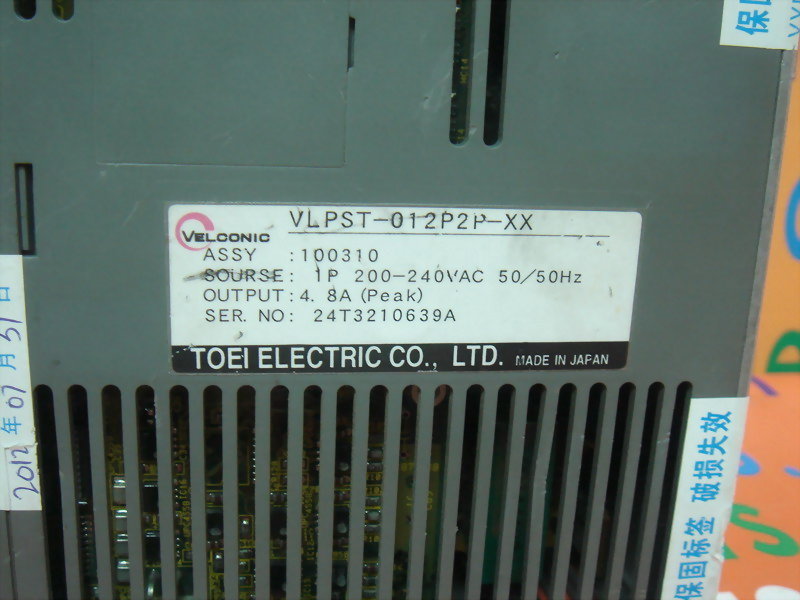 VELCONIC
VLPST-012P2P-XX
ASSY :100310
SOURSE: 1P 200-240VAC 50/50Hz
OUTPUT:4.8A(Peak)
SER. NO: 24T3210639A
TOEI ELECTRIC CO., LTD. MADE IN JAPAN
2012年07月31日
保固
保固标签 破损失效